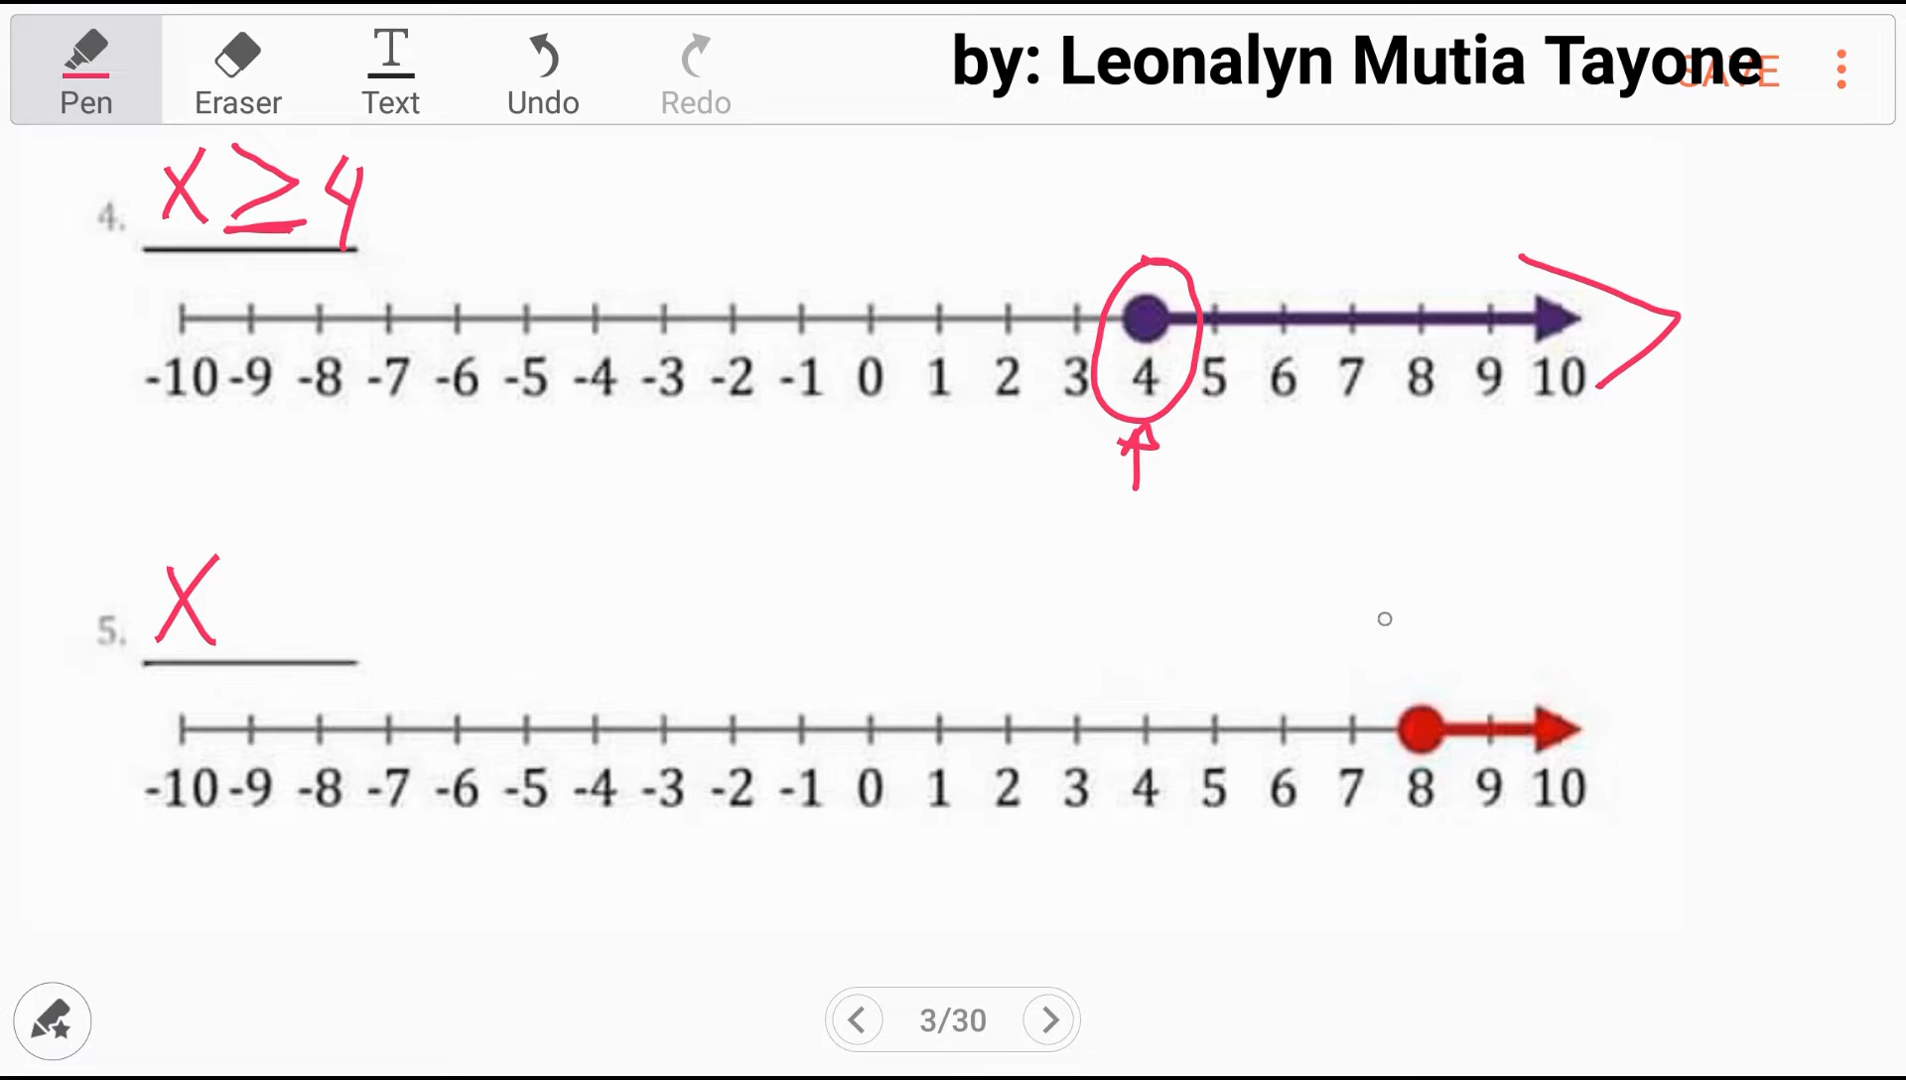 by: Leonalyn Mutia Tayone
SAVE
Pen Eraser Text Undo Redo
4. x ≥ 4
-10 -9 -8 -7 -6 -5 -4 -3 -2 -1 0 1 2 3 4 5 6 7 8 9 10
5. x
-10 -9 -8 -7 -6 -5 -4 -3 -2 -1 0 1 2 3 4 5 6 7 8 9 10
3/30